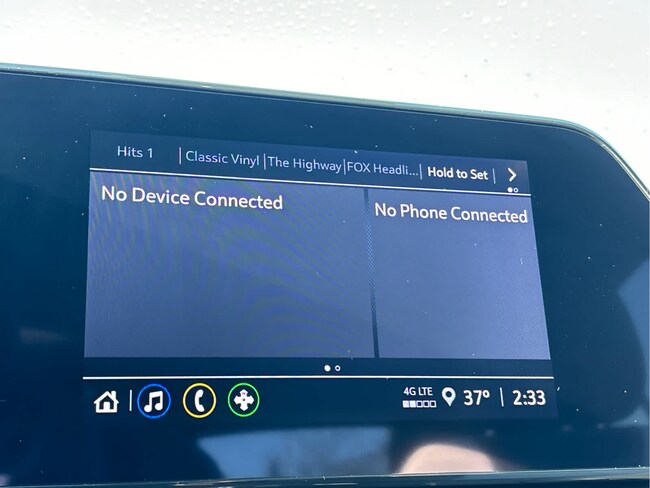 Hits 1 | Classic Vinyl | The Highway | FOX Headli... | Hold to Set |
No Device Connected
No Phone Connected
4G LTE
37° | 2:33